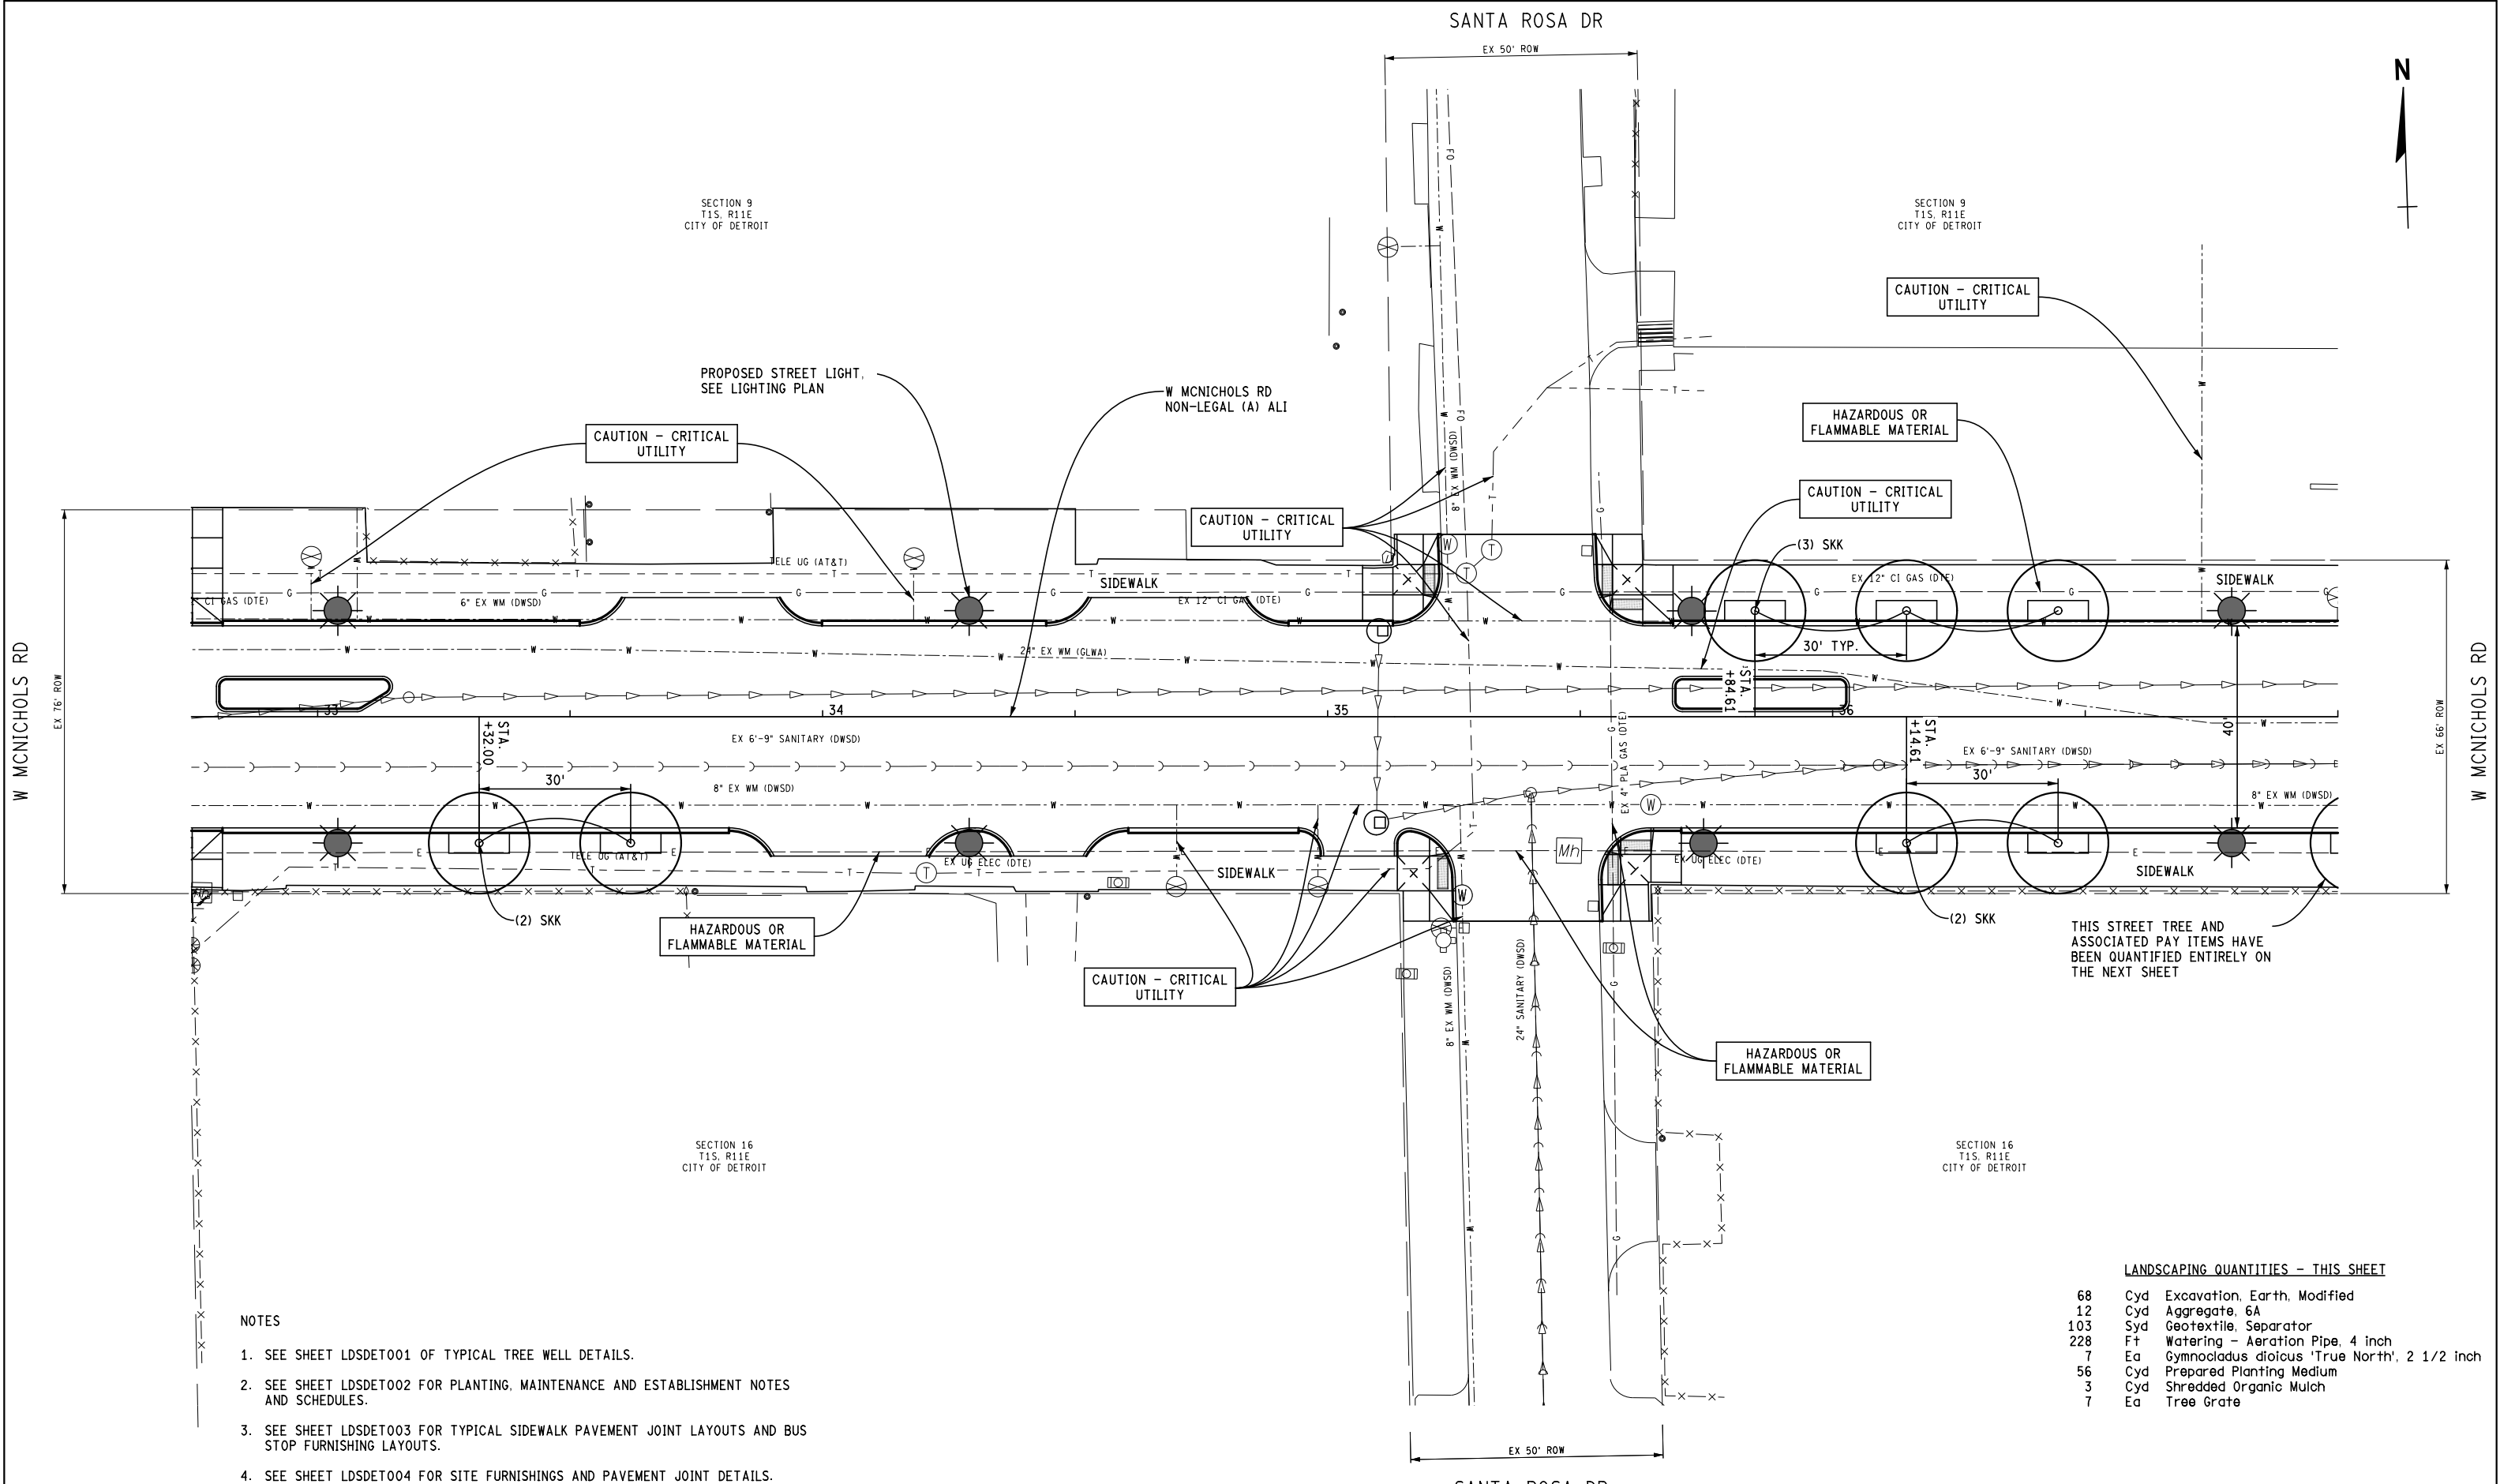 SANTA ROSA DR
EX 50' ROW
N
SECTION 9
T1S, R11E
CITY OF DETROIT
SECTION 9
T1S, R11E
CITY OF DETROIT
CAUTION - CRITICAL
UTILITY
PROPOSED STREET LIGHT,
SEE LIGHTING PLAN
W MCNICHOLS RD
NON-LEGAL (A) ALI
HAZARDOUS OR
FLAMMABLE MATERIAL
CAUTION - CRITICAL
UTILITY
CAUTION - CRITICAL
UTILITY
CAUTION - CRITICAL
UTILITY
FO
FO
8" EX WM (DWSD)
(3) SKK
TELE UG (AT&T)
SIDEWALK
EX 12" CI GAS (DTE)
SIDEWALK
CI GAS (DTE)
6" EX WM (DWSD)
EX 12" CI GAS (DTE)
24" EX WM (GLWA)
30' TYP.
W MCNICHOLS RD
EX 76' ROW
STA.
+84.61
33
34
35
36
STA.
+32.00
EX 6'-9" SANITARY (DWSD)
EX 4" PLA GAS (DTE)
STA.
+14.61
EX 6'-9" SANITARY (DWSD)
40'
EX 66' ROW
W MCNICHOLS RD
30'
30'
8" EX WM (DWSD)
8" EX WM (DWSD)
TELE UG (AT&T)
EX UG ELEC (DTE)
SIDEWALK
Mh
EX UG ELEC (DTE)
SIDEWALK
(2) SKK
HAZARDOUS OR
FLAMMABLE MATERIAL
(2) SKK
THIS STREET TREE AND
ASSOCIATED PAY ITEMS HAVE
BEEN QUANTIFIED ENTIRELY ON
THE NEXT SHEET
CAUTION - CRITICAL
UTILITY
8" EX WM (DWSD)
24" SANITARY (DWSD)
HAZARDOUS OR
FLAMMABLE MATERIAL
SECTION 16
T1S, R11E
CITY OF DETROIT
SECTION 16
T1S, R11E
CITY OF DETROIT
LANDSCAPING QUANTITIES - THIS SHEET
68 Cyd Excavation, Earth, Modified
12 Cyd Aggregate, 6A
103 Syd Geotextile, Separator
228 Ft Watering - Aeration Pipe, 4 inch
7 Ea Gymnocladus dioicus 'True North', 2 1/2 inch
56 Cyd Prepared Planting Medium
3 Cyd Shredded Organic Mulch
7 Ea Tree Grate
NOTES
1. SEE SHEET LDSDET001 OF TYPICAL TREE WELL DETAILS.
2. SEE SHEET LDSDET002 FOR PLANTING, MAINTENANCE AND ESTABLISHMENT NOTES
AND SCHEDULES.
3. SEE SHEET LDSDET003 FOR TYPICAL SIDEWALK PAVEMENT JOINT LAYOUTS AND BUS
STOP FURNISHING LAYOUTS.
4. SEE SHEET LDSDET004 FOR SITE FURNISHINGS AND PAVEMENT JOINT DETAILS.
EX 50' ROW
SANTA ROSA DR